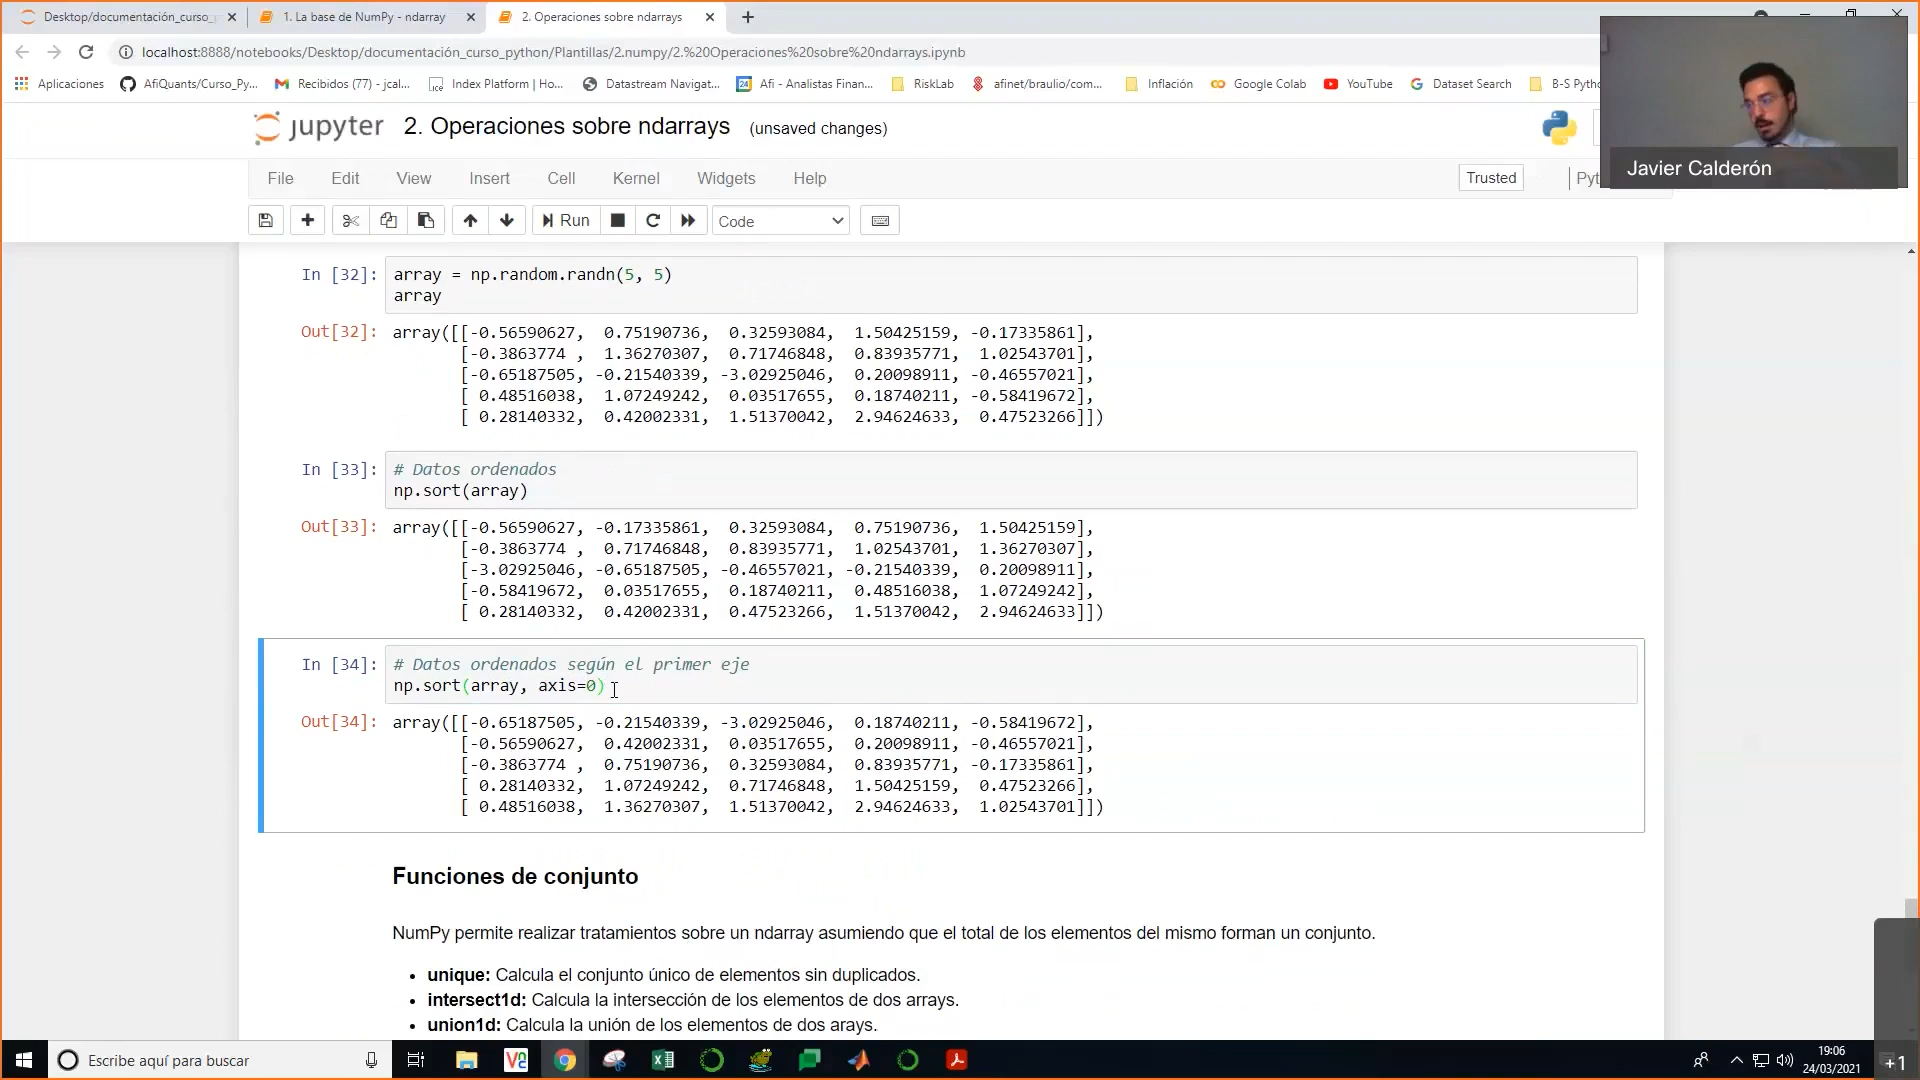 Desktop/documentación_curso_
1. La base de NumPy - ndarray
2. Operaciones sobre ndarrays
localhost:8888/notebooks/Desktop/documentación_curso_python/Plantillas/2.numpy/2.%20Operaciones%20sobre%20ndarrays.ipynb
Aplicaciones
AfiQuants/Curso_Py...
Recibidos (77) - jcal...
Index Platform | Ho...
Datastream Navigat...
Afi - Analistas Finan...
RiskLab
afinet/braulio/com...
Inflación
Google Colab
YouTube
Dataset Search
B-S Pytho
Javier Calderón
jupyter 2. Operaciones sobre ndarrays (unsaved changes)
File Edit View Insert Cell Kernel Widgets Help
Trusted
Pyt
Run
Code
In [32]: array = np.random.randn(5, 5)
array
Out[32]: array([[-0.56590627, 0.75190736, 0.32593084, 1.50425159, -0.17335861],
[-0.3863774 , 1.36270307, 0.71746848, 0.83935771, 1.02543701],
[-0.65187505, -0.21540339, -3.02925046, 0.20098911, -0.46557021],
[ 0.48516038, 1.07249242, 0.03517655, 0.18740211, -0.58419672],
[ 0.28140332, 0.42002331, 1.51370042, 2.94624633, 0.47523266]])
In [33]: # Datos ordenados
np.sort(array)
Out[33]: array([[-0.56590627, -0.17335861, 0.32593084, 0.75190736, 1.50425159],
[-0.3863774 , 0.71746848, 0.83935771, 1.02543701, 1.36270307],
[-3.02925046, -0.65187505, -0.46557021, -0.21540339, 0.20098911],
[-0.58419672, 0.03517655, 0.18740211, 0.48516038, 1.07249242],
[ 0.28140332, 0.42002331, 0.47523266, 1.51370042, 2.94624633]])
In [34]: # Datos ordenados según el primer eje
np.sort(array, axis=0)
Out[34]: array([[-0.65187505, -0.21540339, -3.02925046, 0.18740211, -0.58419672],
[-0.56590627, 0.42002331, 0.03517655, 0.20098911, -0.46557021],
[-0.3863774 , 0.75190736, 0.32593084, 0.83935771, -0.17335861],
[ 0.28140332, 1.07249242, 0.71746848, 1.50425159, 0.47523266],
[ 0.48516038, 1.36270307, 1.51370042, 2.94624633, 1.02543701]])
Funciones de conjunto
NumPy permite realizar tratamientos sobre un ndarray asumiendo que el total de los elementos del mismo forman un conjunto.
• unique: Calcula el conjunto único de elementos sin duplicados.
• intersect1d: Calcula la intersección de los elementos de dos arrays.
• union1d: Calcula la unión de los elementos de dos arays.
Escribe aquí para buscar
19:06
24/03/2021
+1